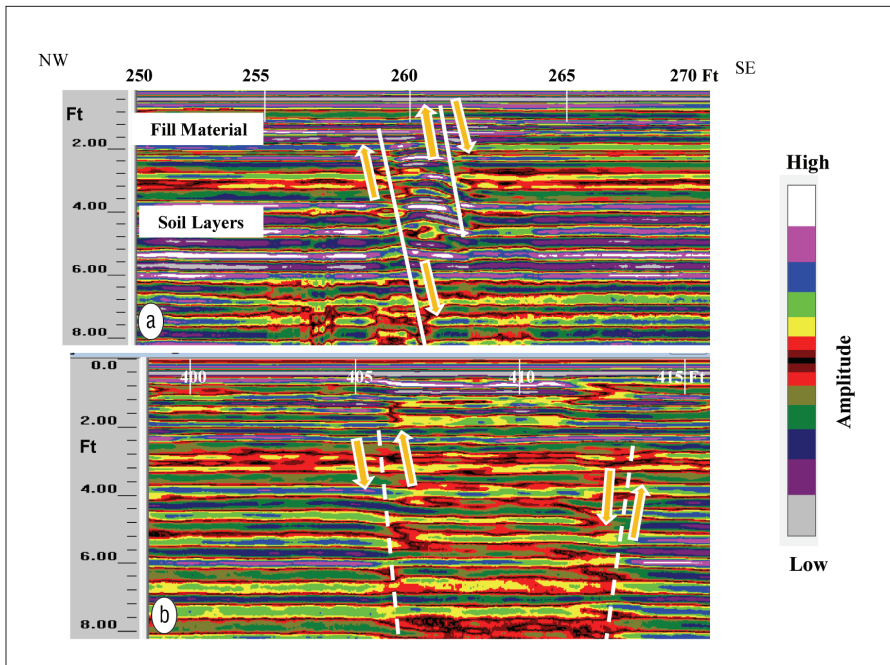 NW
SE
250 255 260 265 270 Ft
Ft
2.00
4.00
6.00
8.00
Fill Material
Soil Layers
a
0.0
2.00
Ft
4.00
6.00
8.00
400 405 410 415 Ft
b
High
Amplitude
Low